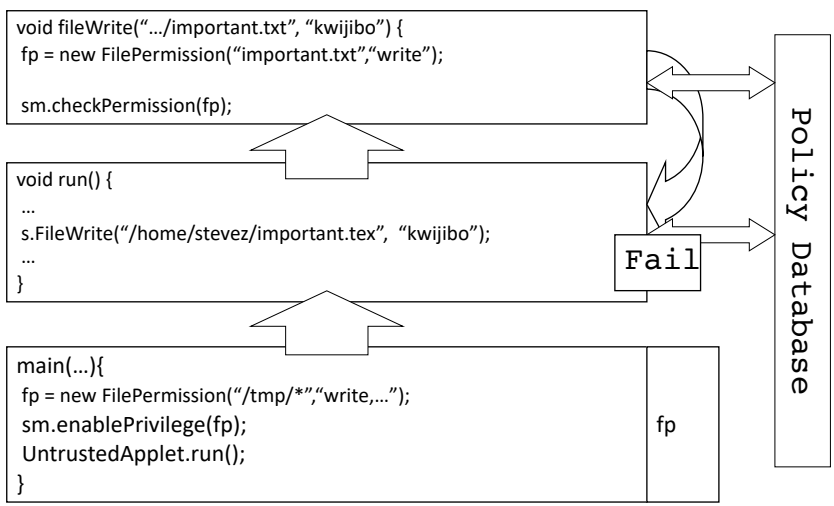 void fileWrite(“…/important.txt”, “kwijibo”) {
fp = new FilePermission(“important.txt”,“write”);
sm.checkPermission(fp);
void run() {
…
s.FileWrite(“/home/stevez/important.tex”, “kwijibo”);
…
}
Fail
main(…){
fp = new FilePermission(“/tmp/*”,“write,…”);
sm.enablePrivilege(fp);
UntrustedApplet.run();
}
fp
Policy Database